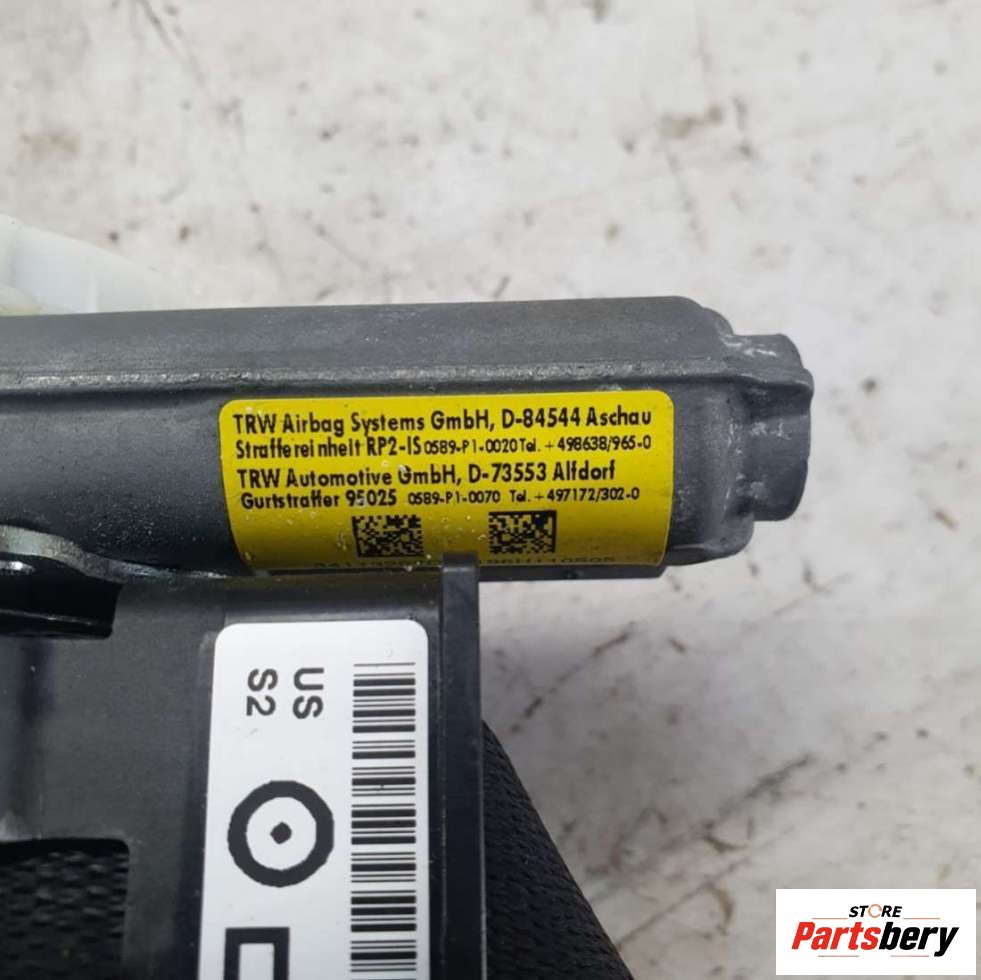 TRW Airbag Systems GmbH, D-84544 Aschau
Straffereinheit RP2-IS 0589-P1-0020 Tel. +498638/965-0
TRW Automotive GmbH, D-73553 Alfdorf
Gurtstraffer 95025 0589-P1-0070 Tel. +497172/302-0
US
S2
STORE
Partsbery